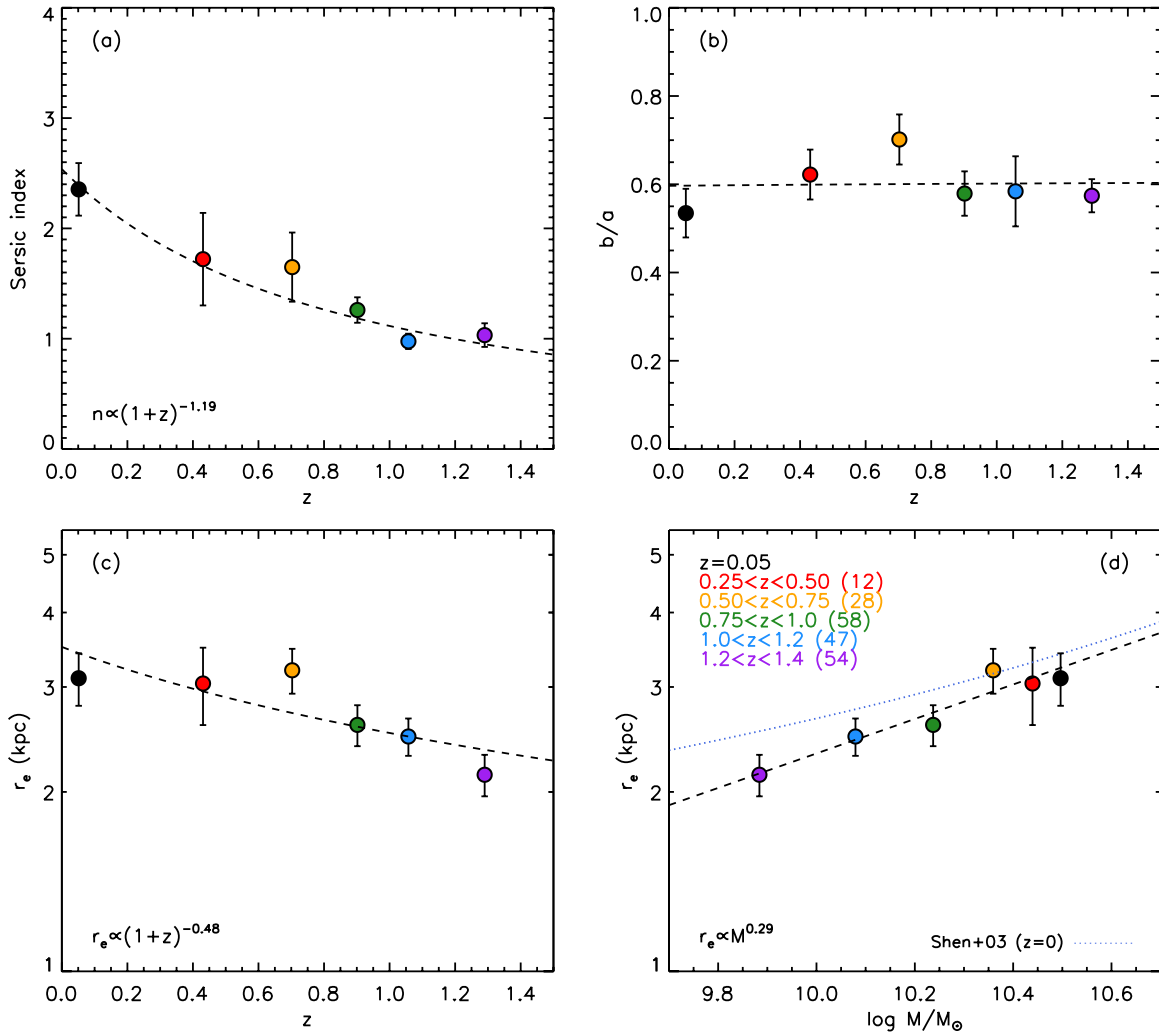 (a)
4
3
2
1
0
Sersic index
n∝(1+z)^-1.19
0.0 0.2 0.4 0.6 0.8 1.0 1.2 1.4
z
(b)
1.0
0.8
0.6
0.4
0.2
0.0
b/a
0.0 0.2 0.4 0.6 0.8 1.0 1.2 1.4
z
(c)
5
4
3
2
1
r_e (kpc)
r_e∝(1+z)^-0.48
0.0 0.2 0.4 0.6 0.8 1.0 1.2 1.4
z
(d)
z=0.05
0.25<z<0.50 (12)
0.50<z<0.75 (28)
0.75<z<1.0 (58)
1.0<z<1.2 (47)
1.2<z<1.4 (54)
5
4
3
2
1
r_e (kpc)
r_e∝M^0.29
Shen+03 (z=0)
9.8 10.0 10.2 10.4 10.6
log M/M_⊙